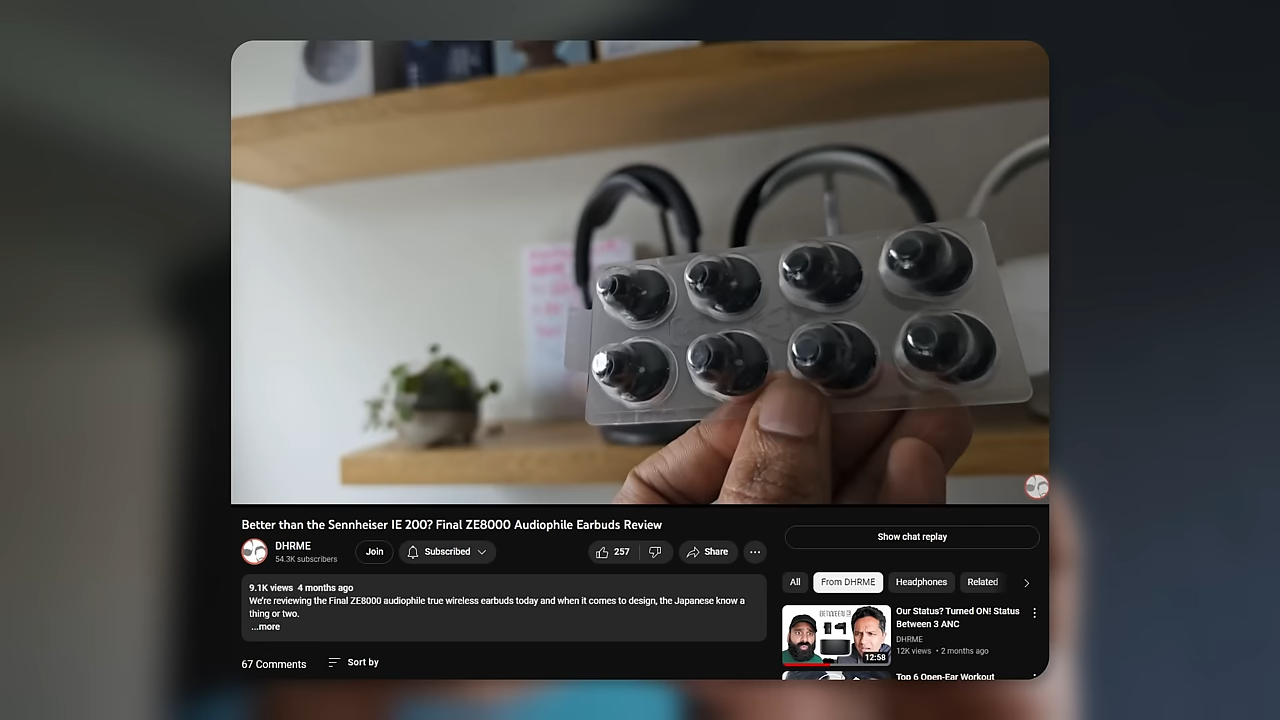 Better than the Sennheiser IE 200? Final ZE8000 Audiophile Earbuds Review
DHRME
54.3K subscribers
Join
Subscribed
257
Share
9.1K views 4 months ago
We're reviewing the Final ZE8000 audiophile true wireless earbuds today and when it comes to design, the Japanese know a
thing or two.
...more
67 Comments
Sort by
Show chat replay
All
From DHRME
Headphones
Related
12:58
Our Status? Turned ON! Status
Between 3 ANC
DHRME
12K views • 2 months ago
Top 6 Open-Ear Workout